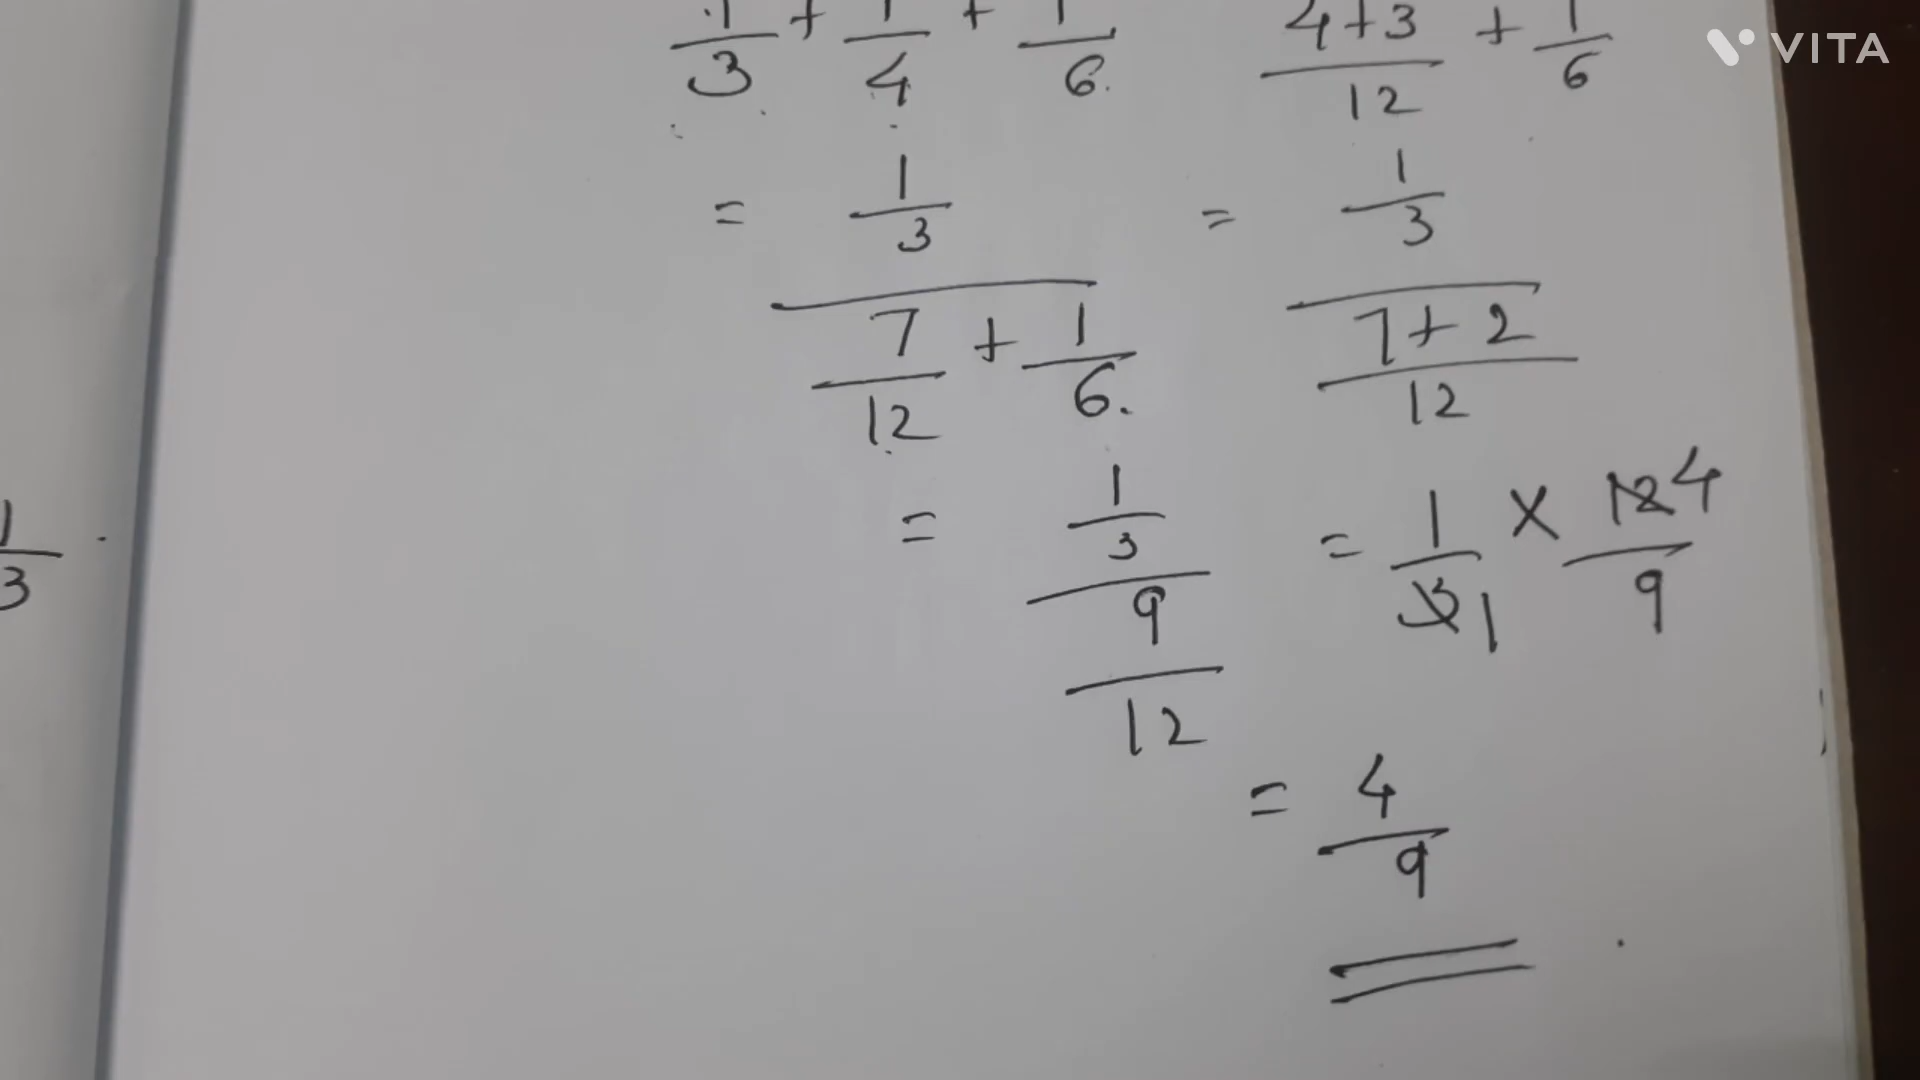 1/3 + 1/4 + 1/6. (4+3)/12 + 1/6
= (1/3)/(7/12 + 1/6.) = (1/3)/((7+2)/12)
= (1/3)/(9/12) = 1/3 1 × 12 4/9
= 4/9
1/3
VITA